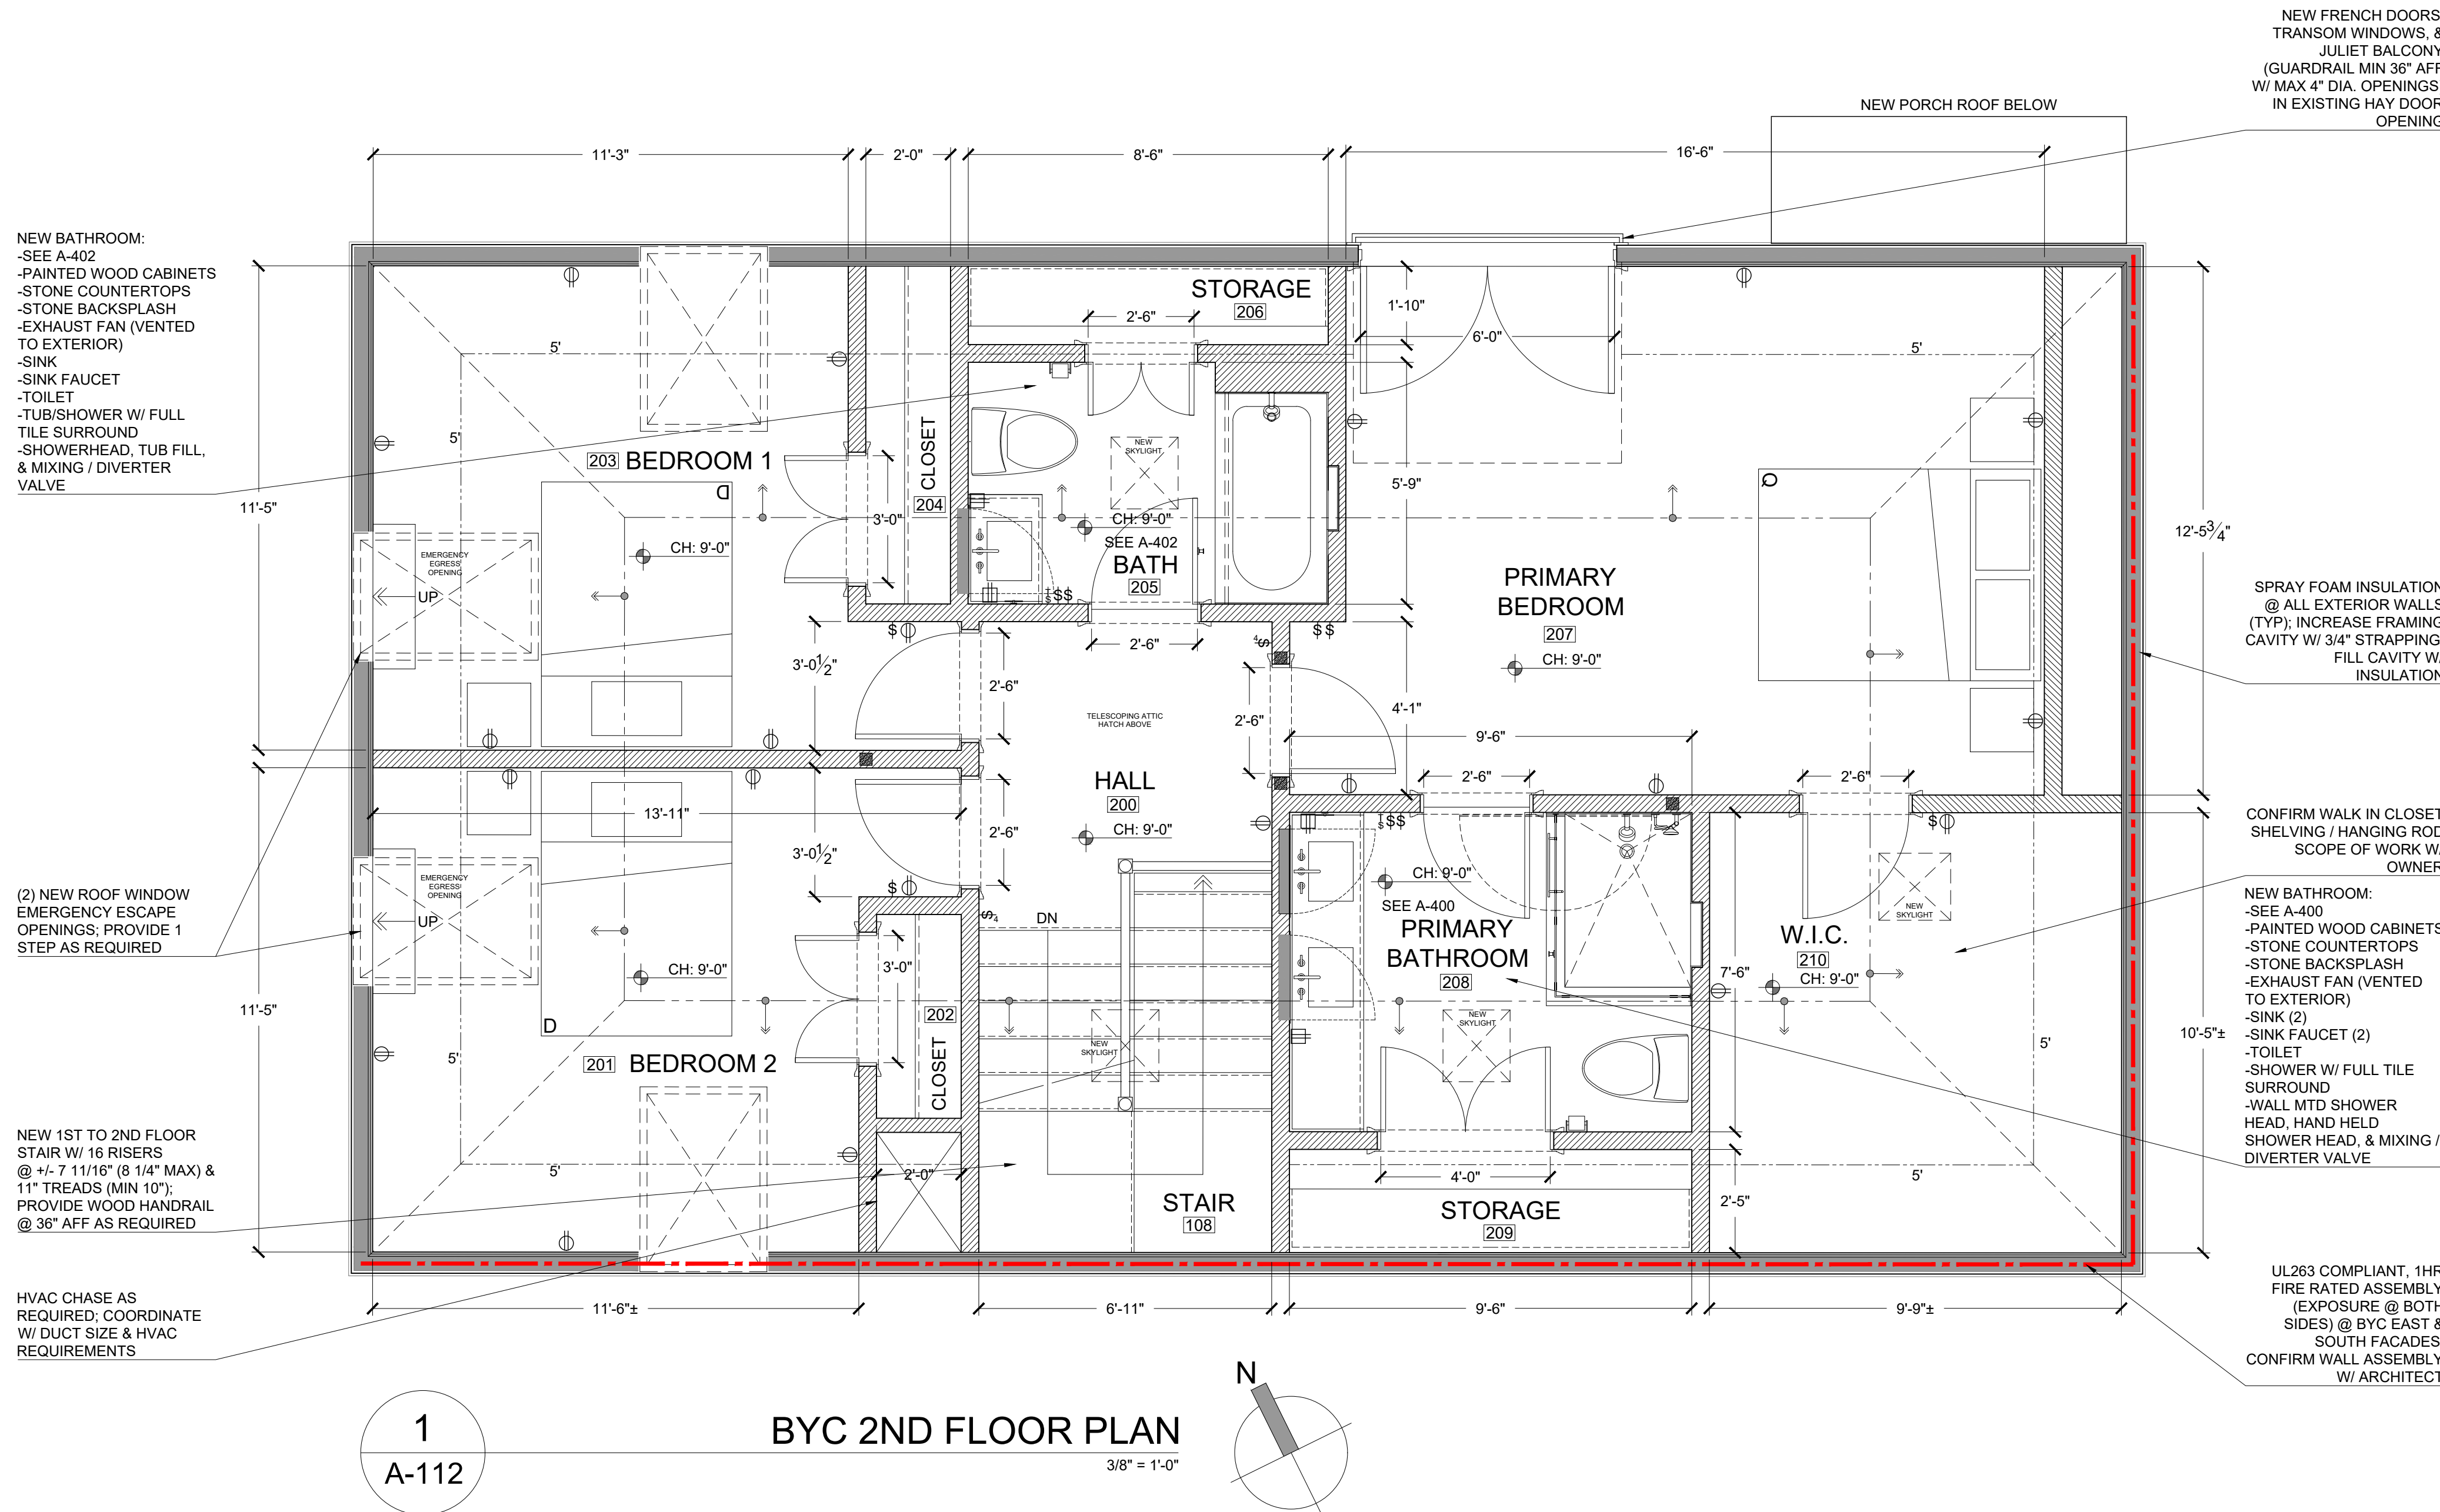 NEW FRENCH DOORS
TRANSOM WINDOWS, &
JULIET BALCONY
(GUARDRAIL MIN 36" AFF
W/ MAX 4" DIA. OPENINGS
IN EXISTING HAY DOOR
OPENING
NEW PORCH ROOF BELOW
11'-3"
2'-0"
8'-6"
16'-6"
NEW BATHROOM:
-SEE A-402
-PAINTED WOOD CABINETS
-STONE COUNTERTOPS
-STONE BACKSPLASH
-EXHAUST FAN (VENTED
TO EXTERIOR)
-SINK
-SINK FAUCET
-TOILET
-TUB/SHOWER W/ FULL
TILE SURROUND
-SHOWERHEAD, TUB FILL,
& MIXING / DIVERTER
VALVE
11'-5"
5'
5'
203 BEDROOM 1
D
CH: 9'-0"
EMERGENCY
EGRESS
OPENING
UP
CLOSET
204
3'-0"
STORAGE
206
2'-6"
NEW
SKYLIGHT
CH: 9'-0"
SEE A-402
BATH
205
$$$
2'-6"
1'-10"
6'-0"
5'-9"
5'
Q
PRIMARY
BEDROOM
207
CH: 9'-0"
12'-5 3/4"
SPRAY FOAM INSULATION
@ ALL EXTERIOR WALLS
(TYP); INCREASE FRAMING
CAVITY W/ 3/4" STRAPPING
FILL CAVITY W/
INSULATION
$
3'-0 1/2"
2'-6"
$4
$$
2'-6"
4'-1"
TELESCOPING ATTIC
HATCH ABOVE
9'-6"
2'-6"
2'-6"
HALL
200
CH: 9'-0"
13'-11"
3'-0 1/2"
2'-6"
$
$4
DN
(2) NEW ROOF WINDOW
EMERGENCY ESCAPE
OPENINGS; PROVIDE 1
STEP AS REQUIRED
EMERGENCY
EGRESS
OPENING
UP
CH: 9'-0"
D
201 BEDROOM 2
5'
5'
11'-5"
3'-0"
202
CLOSET
2'-0"
NEW
SKYLIGHT
STAIR
108
$$$
CH: 9'-0"
SEE A-400
PRIMARY
BATHROOM
208
NEW
SKYLIGHT
7'-6"
4'-0"
STORAGE
209
2'-5"
$
NEW
SKYLIGHT
W.I.C.
210
CH: 9'-0"
5'
5'
10'-5"±
CONFIRM WALK IN CLOSET
SHELVING / HANGING ROD
SCOPE OF WORK W/
OWNER
NEW BATHROOM:
-SEE A-400
-PAINTED WOOD CABINETS
-STONE COUNTERTOPS
-STONE BACKSPLASH
-EXHAUST FAN (VENTED
TO EXTERIOR)
-SINK (2)
-SINK FAUCET (2)
-TOILET
-SHOWER W/ FULL TILE
SURROUND
-WALL MTD SHOWER
HEAD, HAND HELD
SHOWER HEAD, & MIXING /
DIVERTER VALVE
NEW 1ST TO 2ND FLOOR
STAIR W/ 16 RISERS
@ +/- 7 11/16" (8 1/4" MAX) &
11" TREADS (MIN 10");
PROVIDE WOOD HANDRAIL
@ 36" AFF AS REQUIRED
HVAC CHASE AS
REQUIRED; COORDINATE
W/ DUCT SIZE & HVAC
REQUIREMENTS
UL263 COMPLIANT, 1HR
FIRE RATED ASSEMBLY
(EXPOSURE @ BOTH
SIDES) @ BYC EAST &
SOUTH FACADES
CONFIRM WALL ASSEMBLY
W/ ARCHITECT
11'-6"±
6'-11"
9'-6"
9'-9"±
1
A-112
BYC 2ND FLOOR PLAN
3/8" = 1'-0"
N